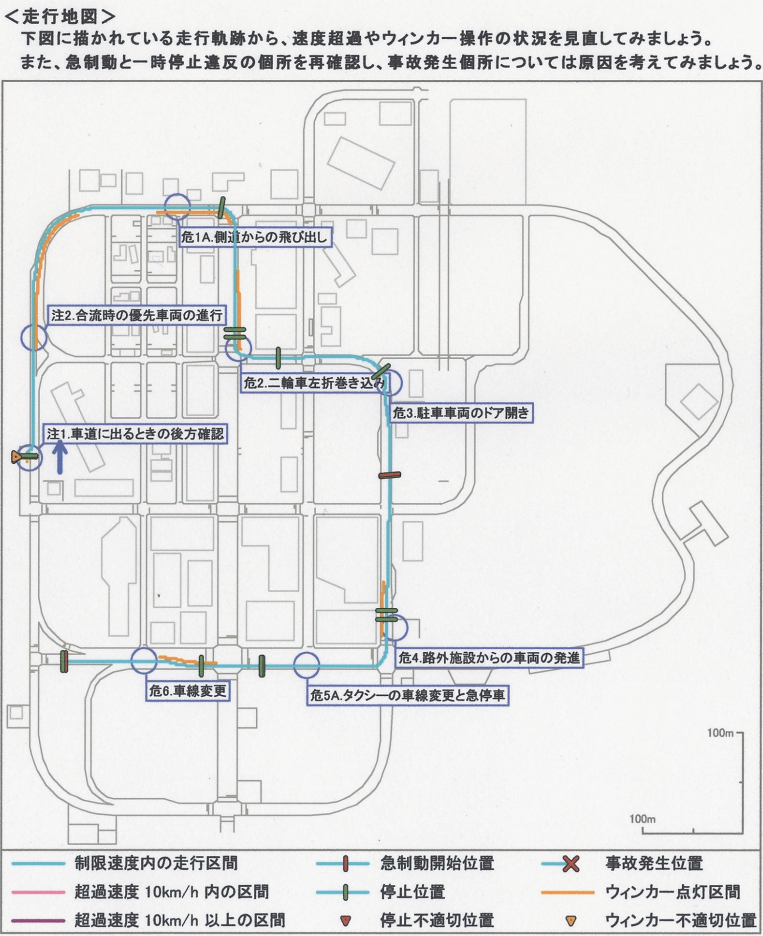 ＜走行地図＞
下図に描かれている走行軌跡から、速度超過やウィンカー操作の状況を見直してみましょう。
また、急制動と一時停止違反の個所を再確認し、事故発生個所については原因を考えてみましょう。
危1A.側道からの飛び出し
注2.合流時の優先車両の進行
危2.二輪車左折巻き込み
危3.駐車車両のドア開き
注1.車道に出るときの後方確認
危4.路外施設からの車両の発進
危6.車線変更
危5A.タクシーの車線変更と急停車
100m
100m
制限速度内の走行区間
急制動開始位置
事故発生位置
超過速度 10km/h 内の区間
停止位置
ウィンカー点灯区間
超過速度 10km/h 以上の区間
停止不適切位置
ウィンカー不適切位置